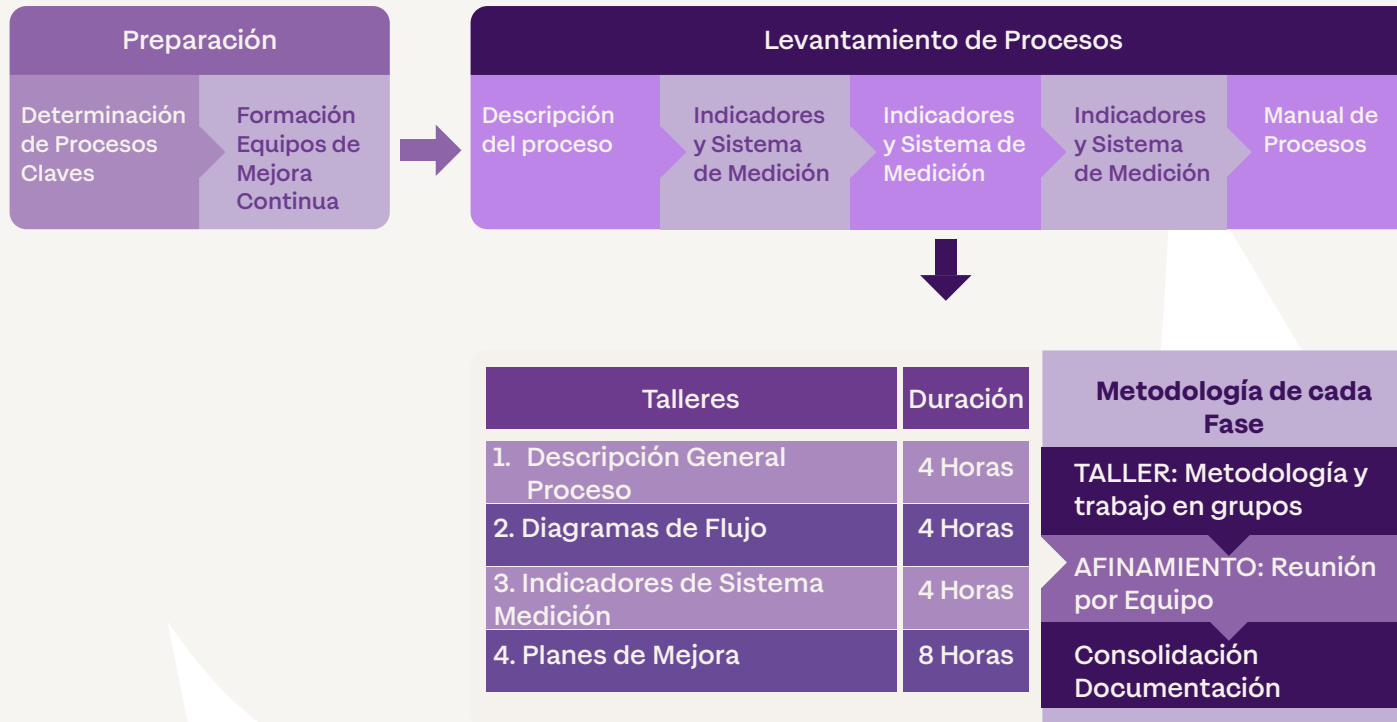 Preparación
Determinación
de Procesos
Claves
Formación
Equipos de
Mejora
Continua
Levantamiento de Procesos
Descripción
del proceso
Indicadores
y Sistema
de Medición
Indicadores
y Sistema de
Medición
Indicadores
y Sistema
de Medición
Manual de
Procesos
Talleres
Duración
1. Descripción General
Proceso
4 Horas
2. Diagramas de Flujo
4 Horas
3. Indicadores de Sistema
Medición
4 Horas
4. Planes de Mejora
8 Horas
Metodología de cada
Fase
TALLER: Metodología y
trabajo en grupos
AFINAMIENTO: Reunión
por Equipo
Consolidación
Documentación